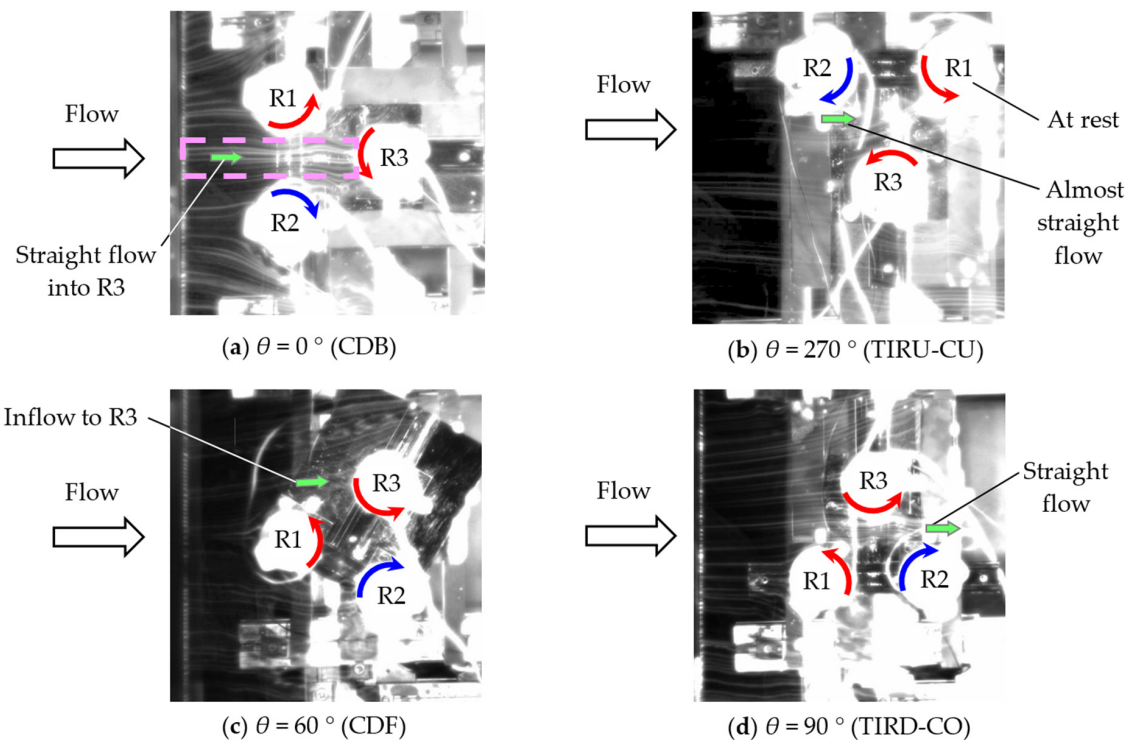 Flow
R1
R3
R2
Straight flow
into R3
(a) θ = 0 ° (CDB)
Flow
R2
R1
R3
At rest
Almost
straight
flow
(b) θ = 270 ° (TIRU-CU)
Inflow to R3
Flow
R3
R1
R2
(c) θ = 60 ° (CDF)
Flow
R3
R1
R2
Straight
flow
(d) θ = 90 ° (TIRD-CO)